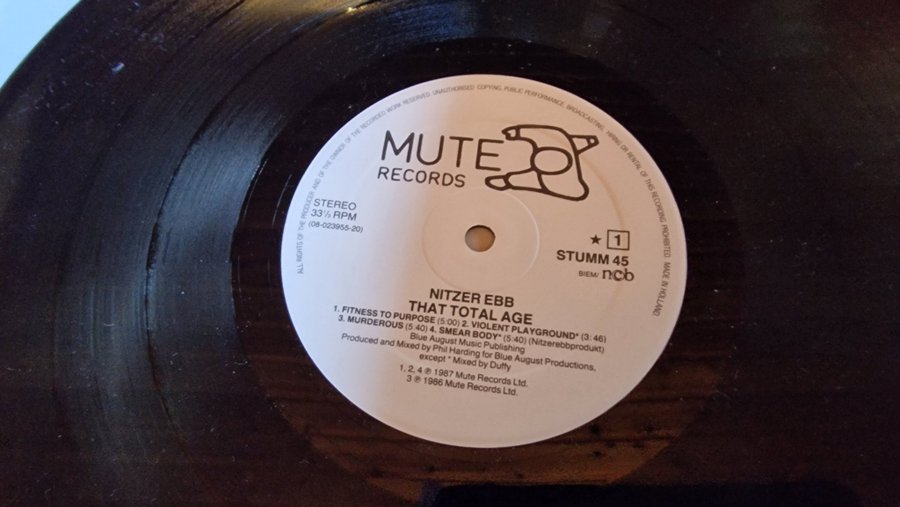 ALL RIGHTS OF THE PRODUCER AND OF THE OWNER OF THE RECORDED WORK RESERVED. UNAUTHORISED COPYING, PUBLIC PERFORMANCE, BROADCASTING, HIRING OR RENTAL OF THIS RECORDING PROHIBITED. MADE IN HOLLAND.
MUTE
RECORDS
STEREO
33⅓ RPM
(08-023955-20)
★ 1
STUMM 45
BIEM/ ncb
NITZER EBB
THAT TOTAL AGE
1. FITNESS TO PURPOSE (5:00) 2. VIOLENT PLAYGROUND* (3:46)
3. MURDEROUS (5:40) 4. SMEAR BODY* (5:40) (Nitzerebbprodukt)
Blue August Music Publishing
Produced and Mixed by Phil Harding for Blue August Productions,
except * Mixed by Duffy
1, 2, 4 ℗ 1987 Mute Records Ltd.
3 ℗ 1986 Mute Records Ltd.